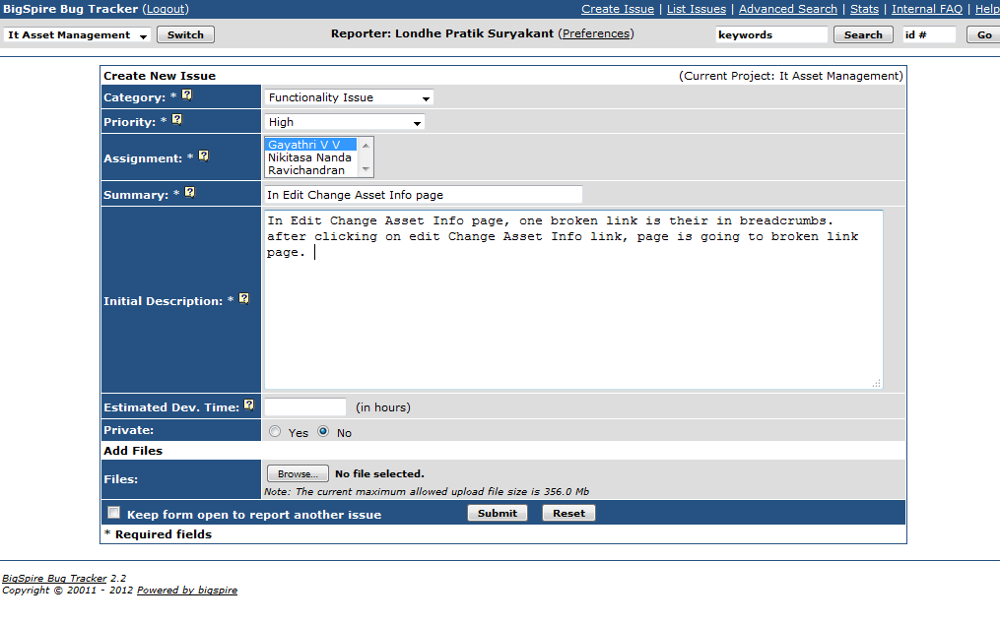 BigSpire Bug Tracker (Logout) Create Issue | List Issues | Advanced Search | Stats | Internal FAQ | Help
It Asset Management Switch Reporter: Londhe Pratik Suryakant (Preferences) keywords Search id # Go
Create New Issue (Current Project: It Asset Management)
Category: * ? Functionality Issue
Priority: * ? High
Assignment: * ? Gayathri V V
Nikitasa Nanda
Ravichandran
Summary: * ? In Edit Change Asset Info page
In Edit Change Asset Info page, one broken link is their in breadcrumbs.
after clicking on edit Change Asset Info link, page is going to broken link
page.
Initial Description: * ?
Estimated Dev. Time: ? (in hours)
Private: Yes No
Add Files
Files: Browse... No file selected.
Note: The current maximum allowed upload file size is 356.0 Mb
Keep form open to report another issue Submit Reset
* Required fields
BigSpire Bug Tracker 2.2
Copyright © 20011 - 2012 Powered by bigspire